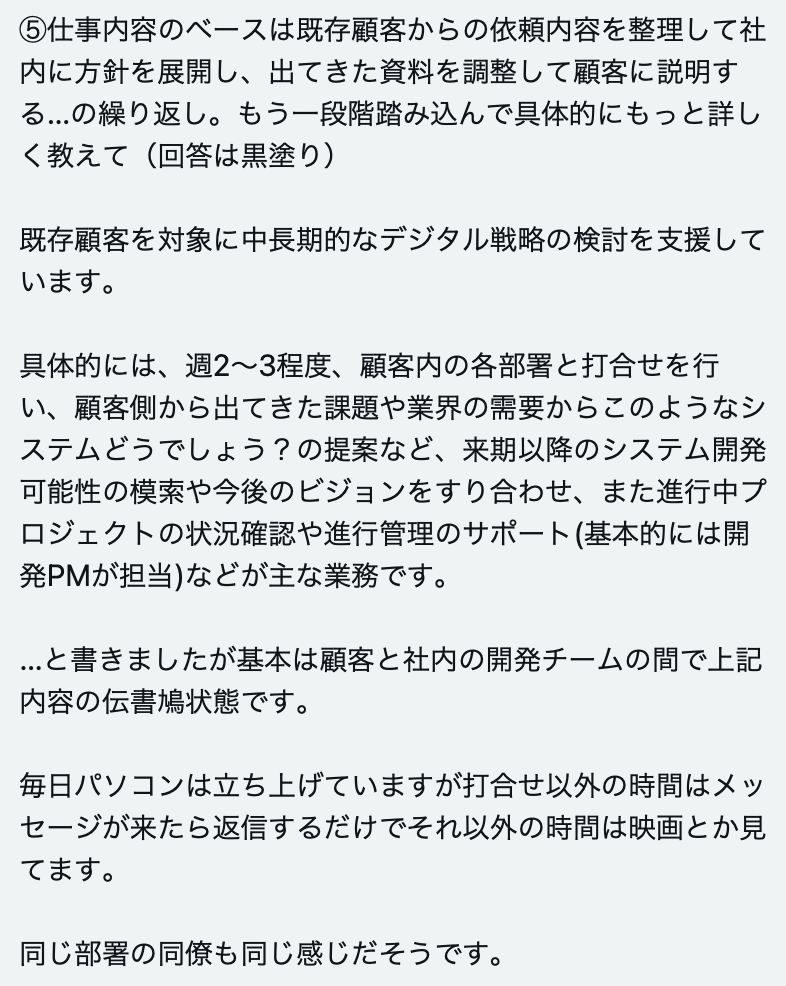 ⑤仕事内容のベースは既存顧客からの依頼内容を整理して社
内に方針を展開し、出てきた資料を調整して顧客に説明す
る...の繰り返し。もう一段階踏み込んで具体的にもっと詳し
く教えて（回答は黒塗り）
既存顧客を対象に中長期的なデジタル戦略の検討を支援して
います。
具体的には、週2〜3程度、顧客内の各部署と打合せを行
い、顧客側から出てきた課題や業界の需要からこのようなシ
ステムどうでしょう？の提案など、来期以降のシステム開発
可能性の模索や今後のビジョンをすり合わせ、また進行中プ
ロジェクトの状況確認や進行管理のサポート(基本的には開
発PMが担当)などが主な業務です。
...と書きましたが基本は顧客と社内の開発チームの間で上記
内容の伝書鳩状態です。
毎日パソコンは立ち上げていますが打合せ以外の時間はメッ
セージが来たら返信するだけでそれ以外の時間は映画とか見
てます。
同じ部署の同僚も同じ感じだそうです。